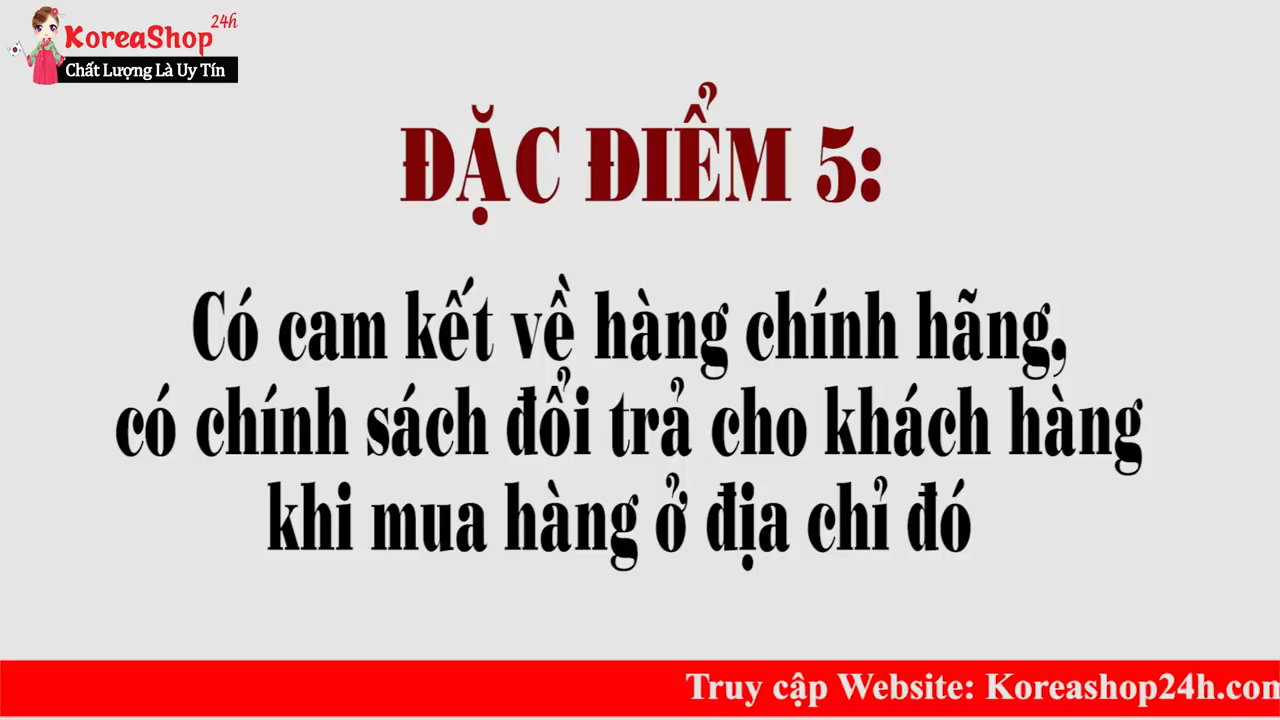 KoreaShop 24h
Chất Lượng Là Uy Tín
ĐẶC ĐIỂM 5:
Có cam kết về hàng chính hãng,
có chính sách đổi trả cho khách hàng
khi mua hàng ở địa chỉ đó
Truy cập Website: Koreashop24h.com